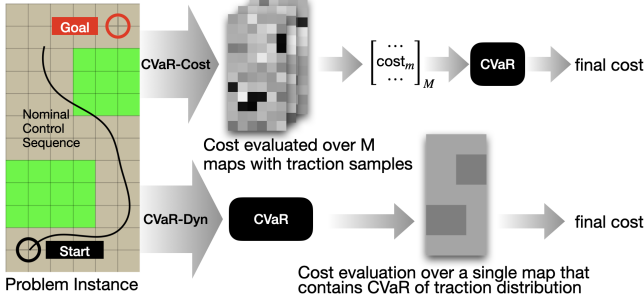 Goal
CVaR-Cost
...
cost_m
...
M
CVaR
final cost
Nominal
Control
Sequence
Cost evaluated over M
maps with traction samples
CVaR-Dyn
CVaR
final cost
Start
Problem Instance
Cost evaluation over a single map that
contains CVaR of traction distribution